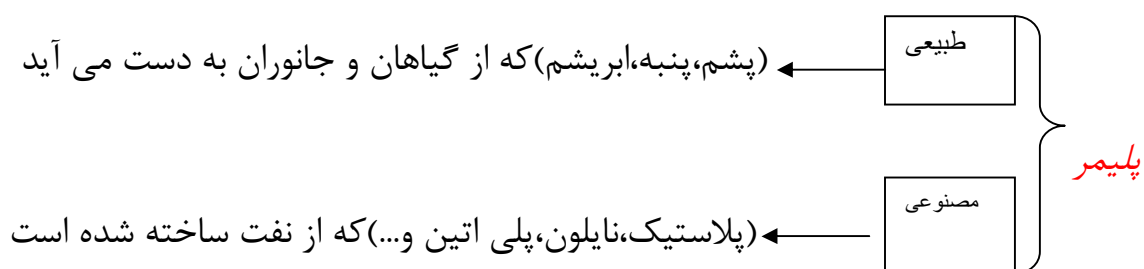 طبیعی
(پشم،پنبه،ابریشم)که از گیاهان و جانوران به دست می آید
پلیمر
مصنوعی
(پلاستیک،نایلون،پلی اتین و...)که از نفت ساخته شده است